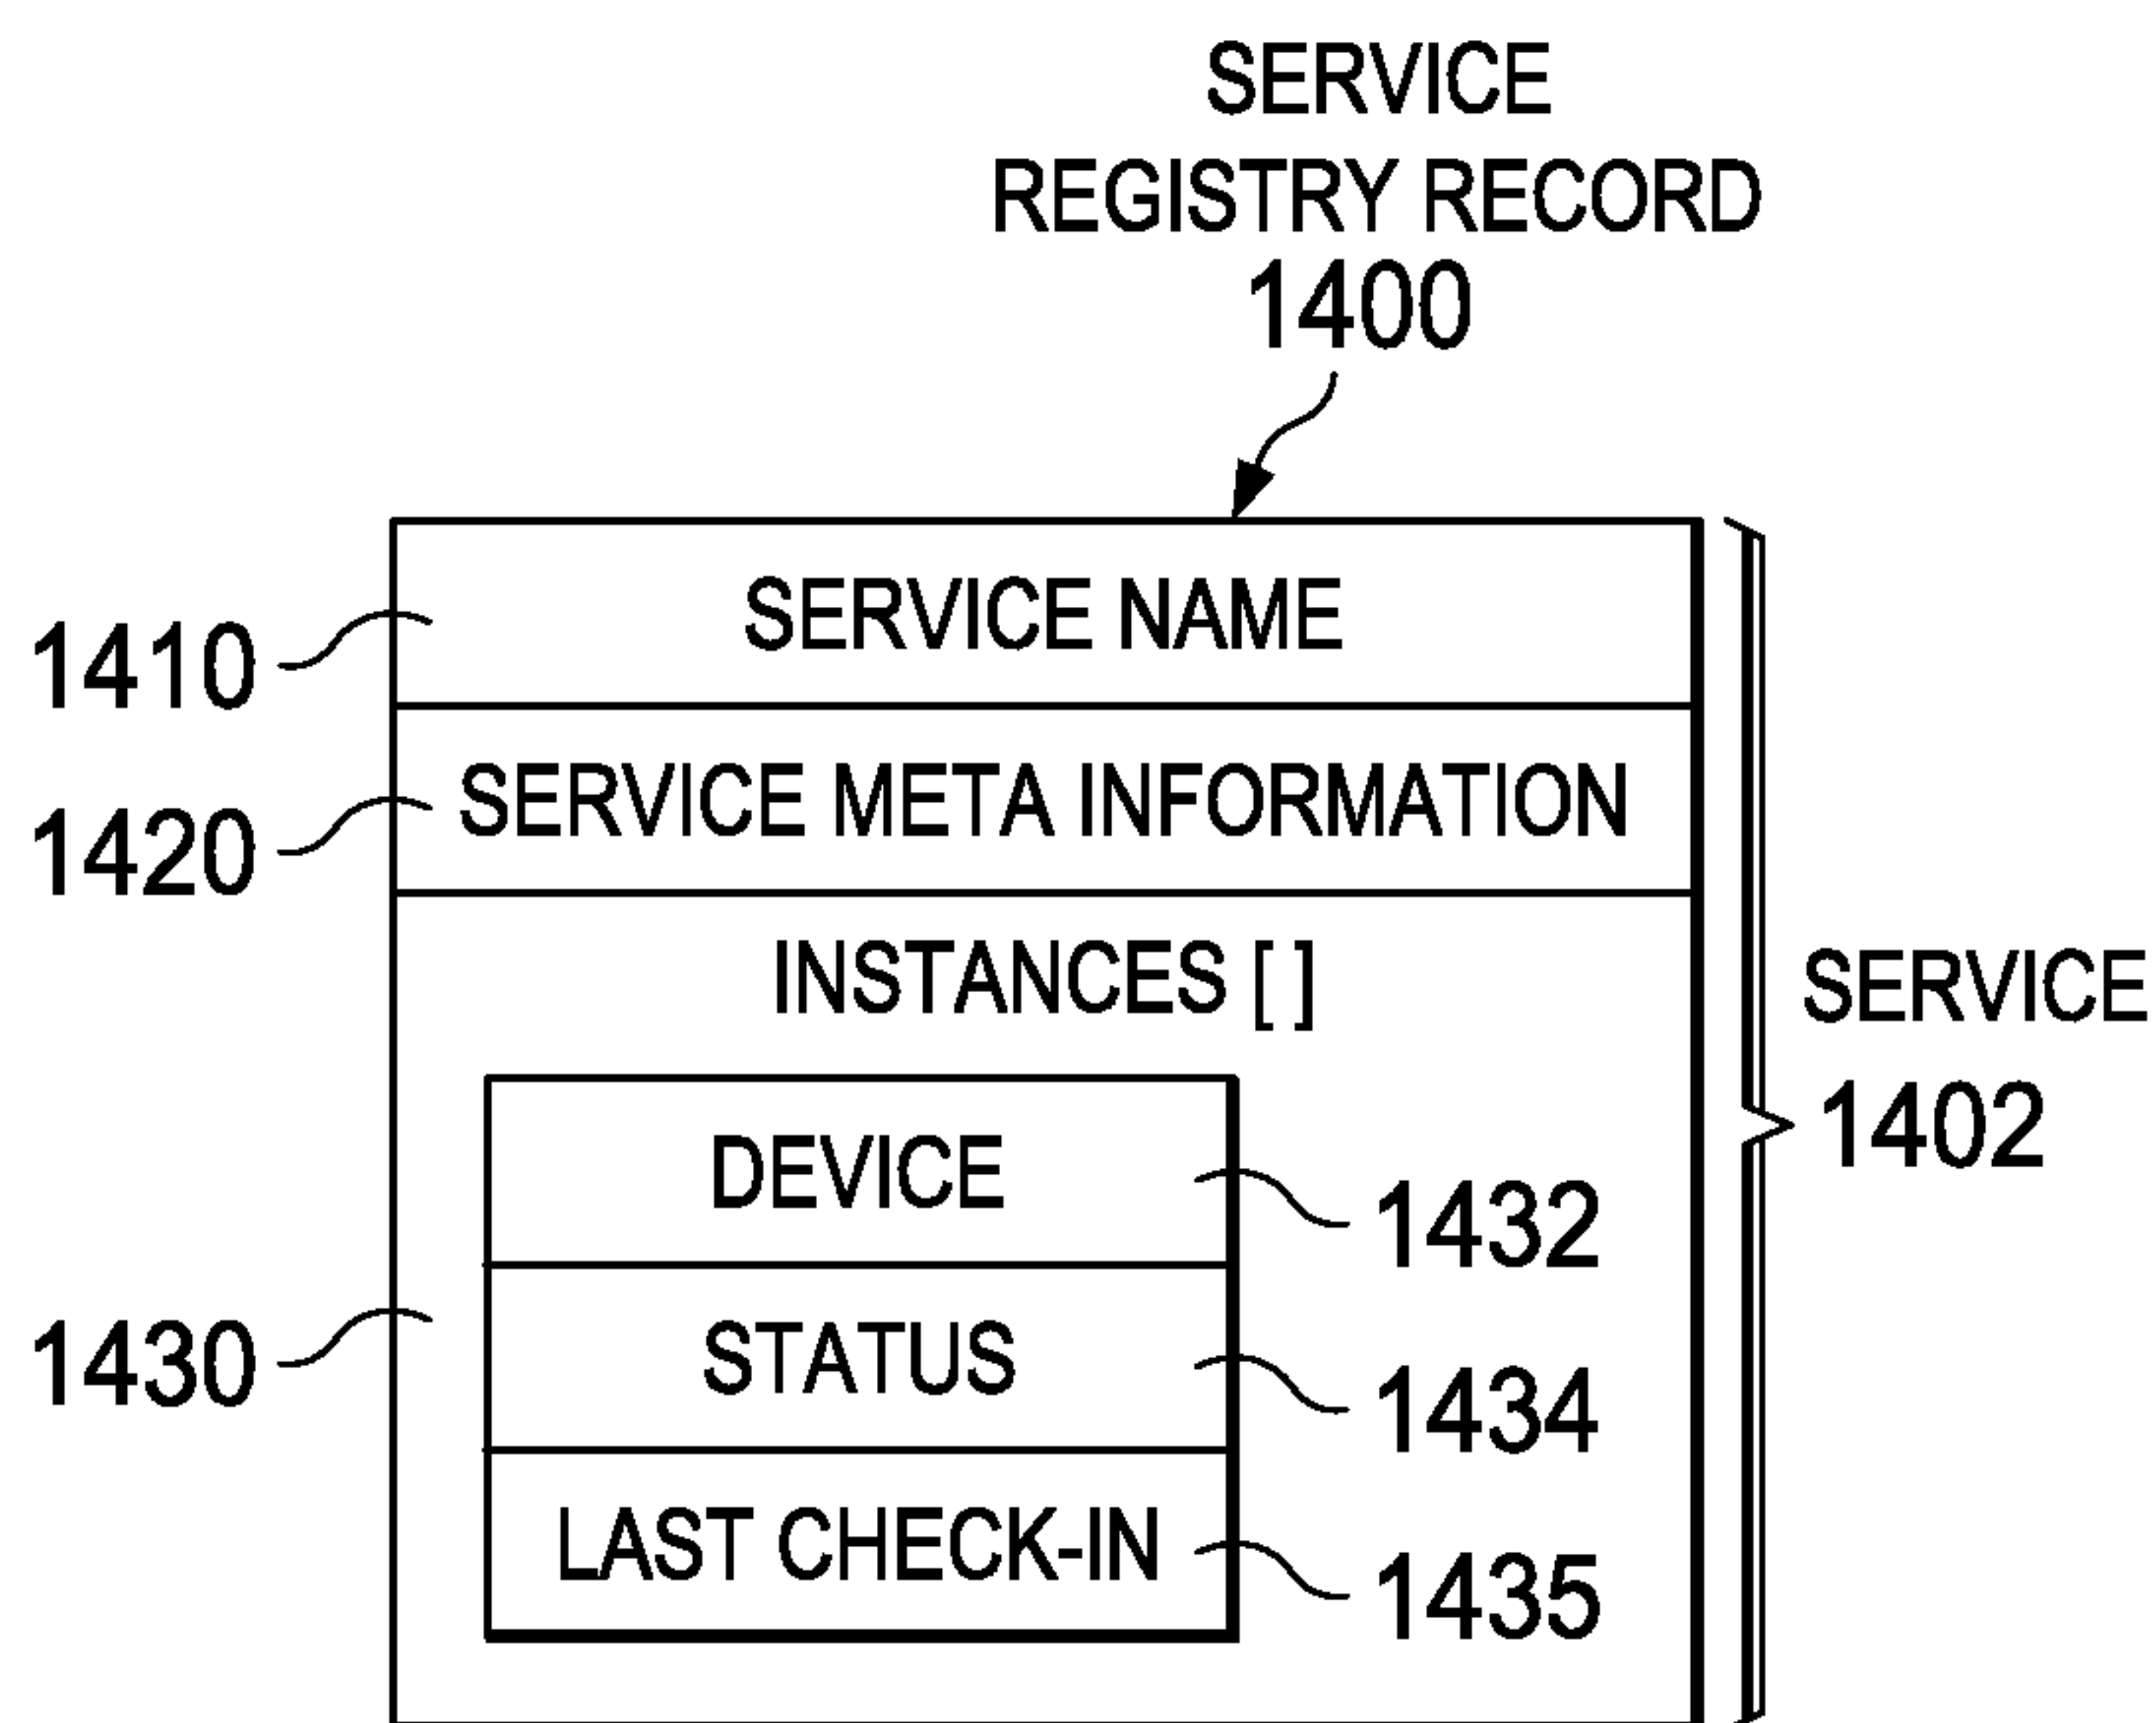 SERVICE
REGISTRY RECORD
1400
SERVICE NAME
1410
SERVICE META INFORMATION
1420
INSTANCES [ ]
SERVICE
1402
DEVICE
1432
1430
STATUS
1434
LAST CHECK-IN
1435